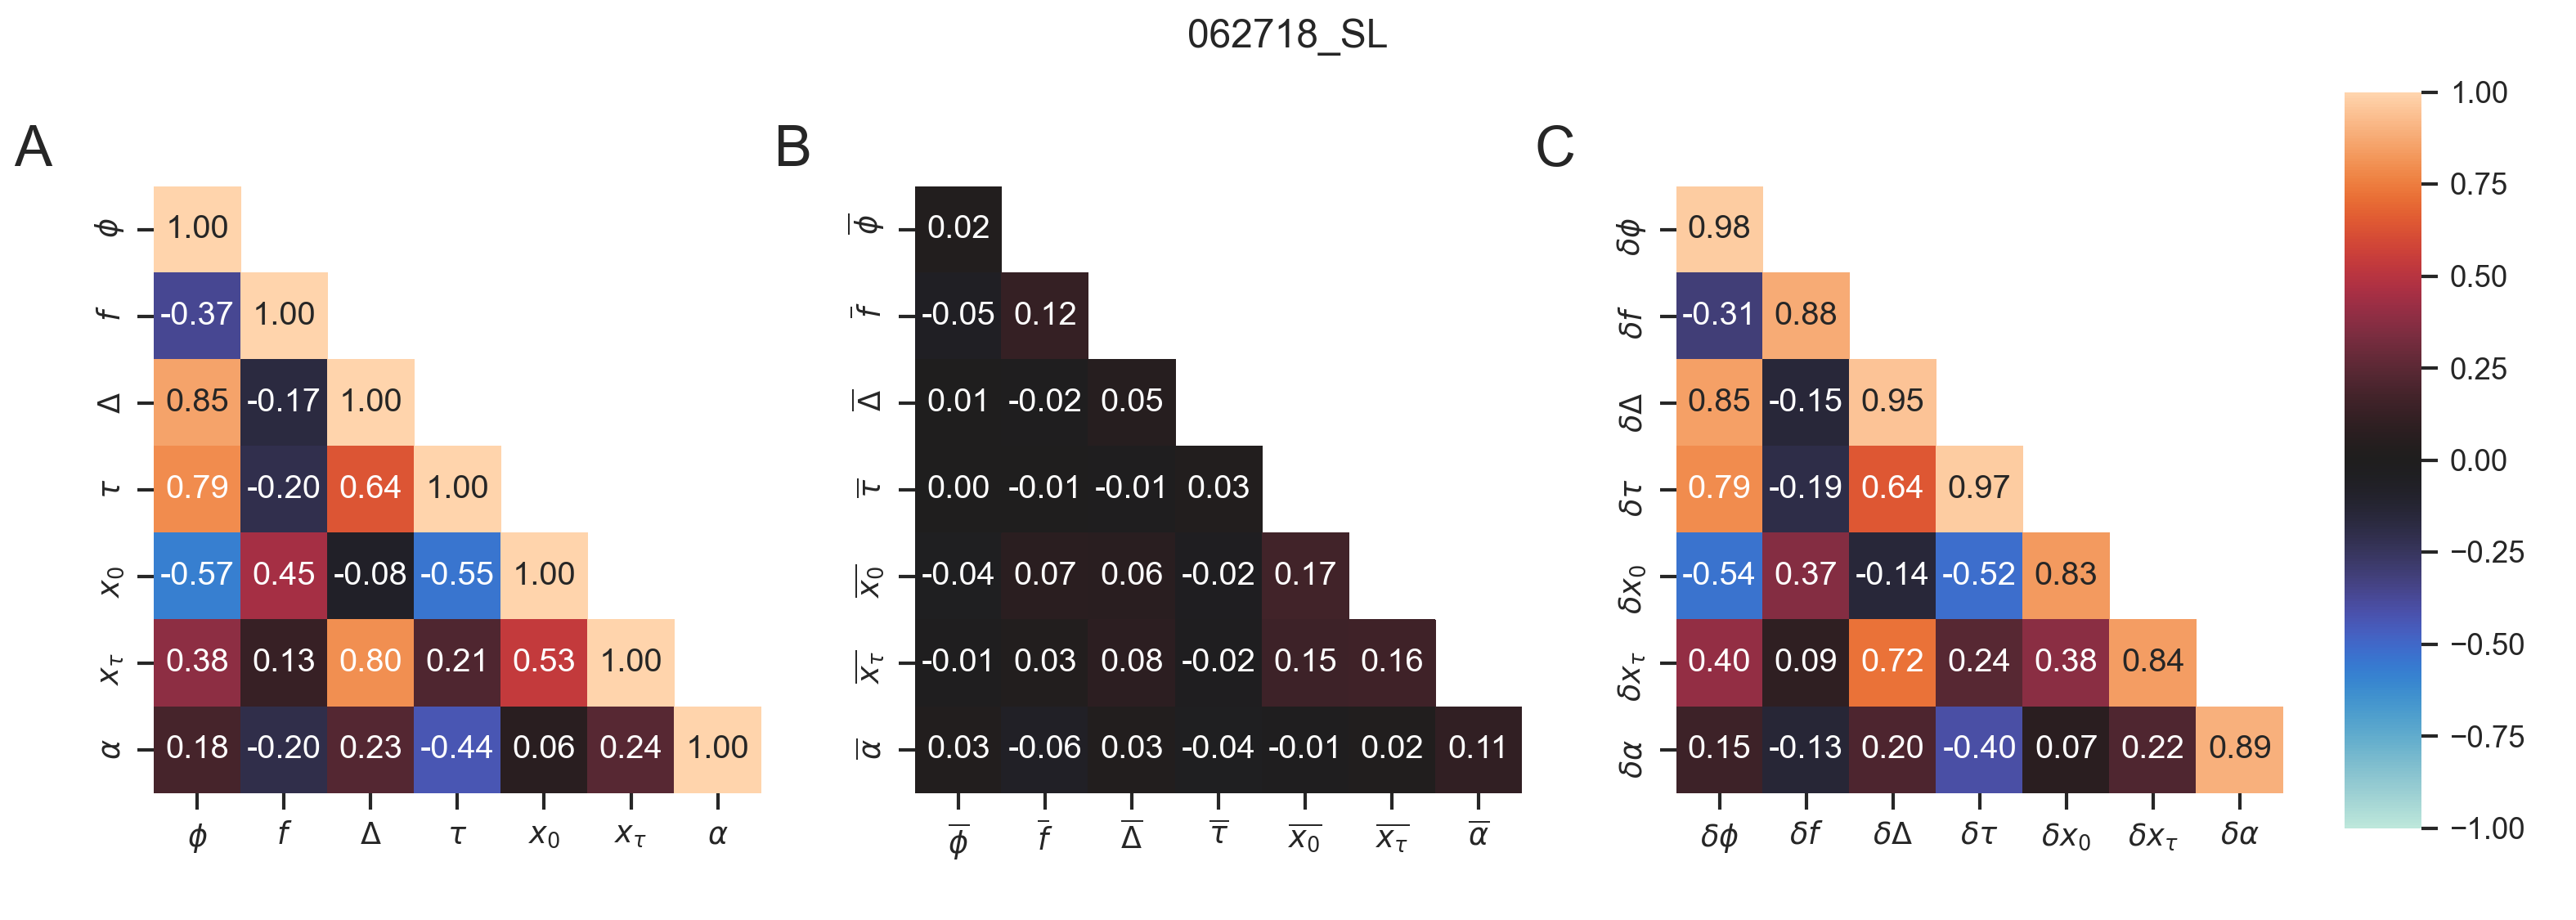 062718_SL
A
ϕ 1.00
f -0.37 1.00
Δ 0.85 -0.17 1.00
τ 0.79 -0.20 0.64 1.00
x₀ -0.57 0.45 -0.08 -0.55 1.00
x_τ 0.38 0.13 0.80 0.21 0.53 1.00
α 0.18 -0.20 0.23 -0.44 0.06 0.24 1.00
ϕ f Δ τ x₀ x_τ α
B
ϕ̅ 0.02
f̅ -0.05 0.12
Δ̅ 0.01 -0.02 0.05
τ̅ 0.00 -0.01 -0.01 0.03
x₀̅ -0.04 0.07 0.06 -0.02 0.17
x_τ̅ -0.01 0.03 0.08 -0.02 0.15 0.16
α̅ 0.03 -0.06 0.03 -0.04 -0.01 0.02 0.11
ϕ̅ f̅ Δ̅ τ̅ x₀̅ x_τ̅ α̅
C
δϕ 0.98
δf -0.31 0.88
δΔ 0.85 -0.15 0.95
δτ 0.79 -0.19 0.64 0.97
δx₀ -0.54 0.37 -0.14 -0.52 0.83
δx_τ 0.40 0.09 0.72 0.24 0.38 0.84
δα 0.15 -0.13 0.20 -0.40 0.07 0.22 0.89
δϕ δf δΔ δτ δx₀ δx_τ δα
1.00
0.75
0.50
0.25
0.00
−0.25
−0.50
−0.75
−1.00